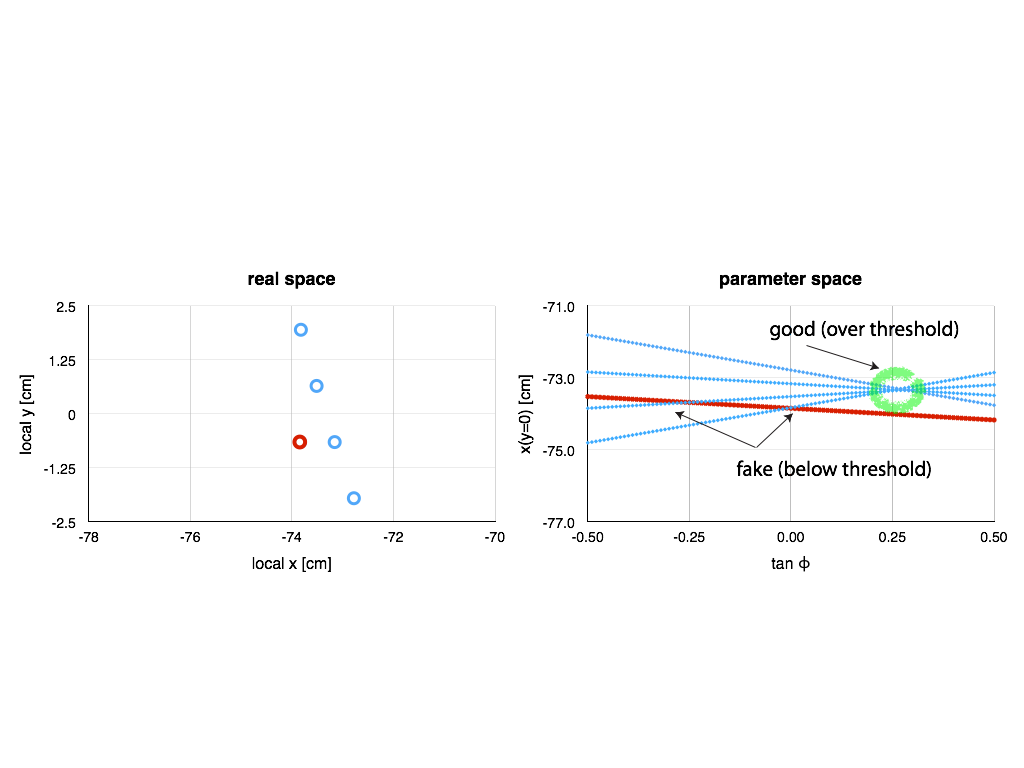 real space
2.5
1.25
0
-1.25
-2.5
-78
-76
-74
-72
-70
local y [cm]
local x [cm]
parameter space
-71.0
-73.0
-75.0
-77.0
-0.50
-0.25
0.00
0.25
0.50
x(y=0) [cm]
tan ϕ
good (over threshold)
fake (below threshold)